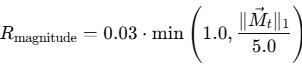 R_magnitude = 0.03 · min ( 1.0, ‖M⃗_t‖_1 / 5.0 )